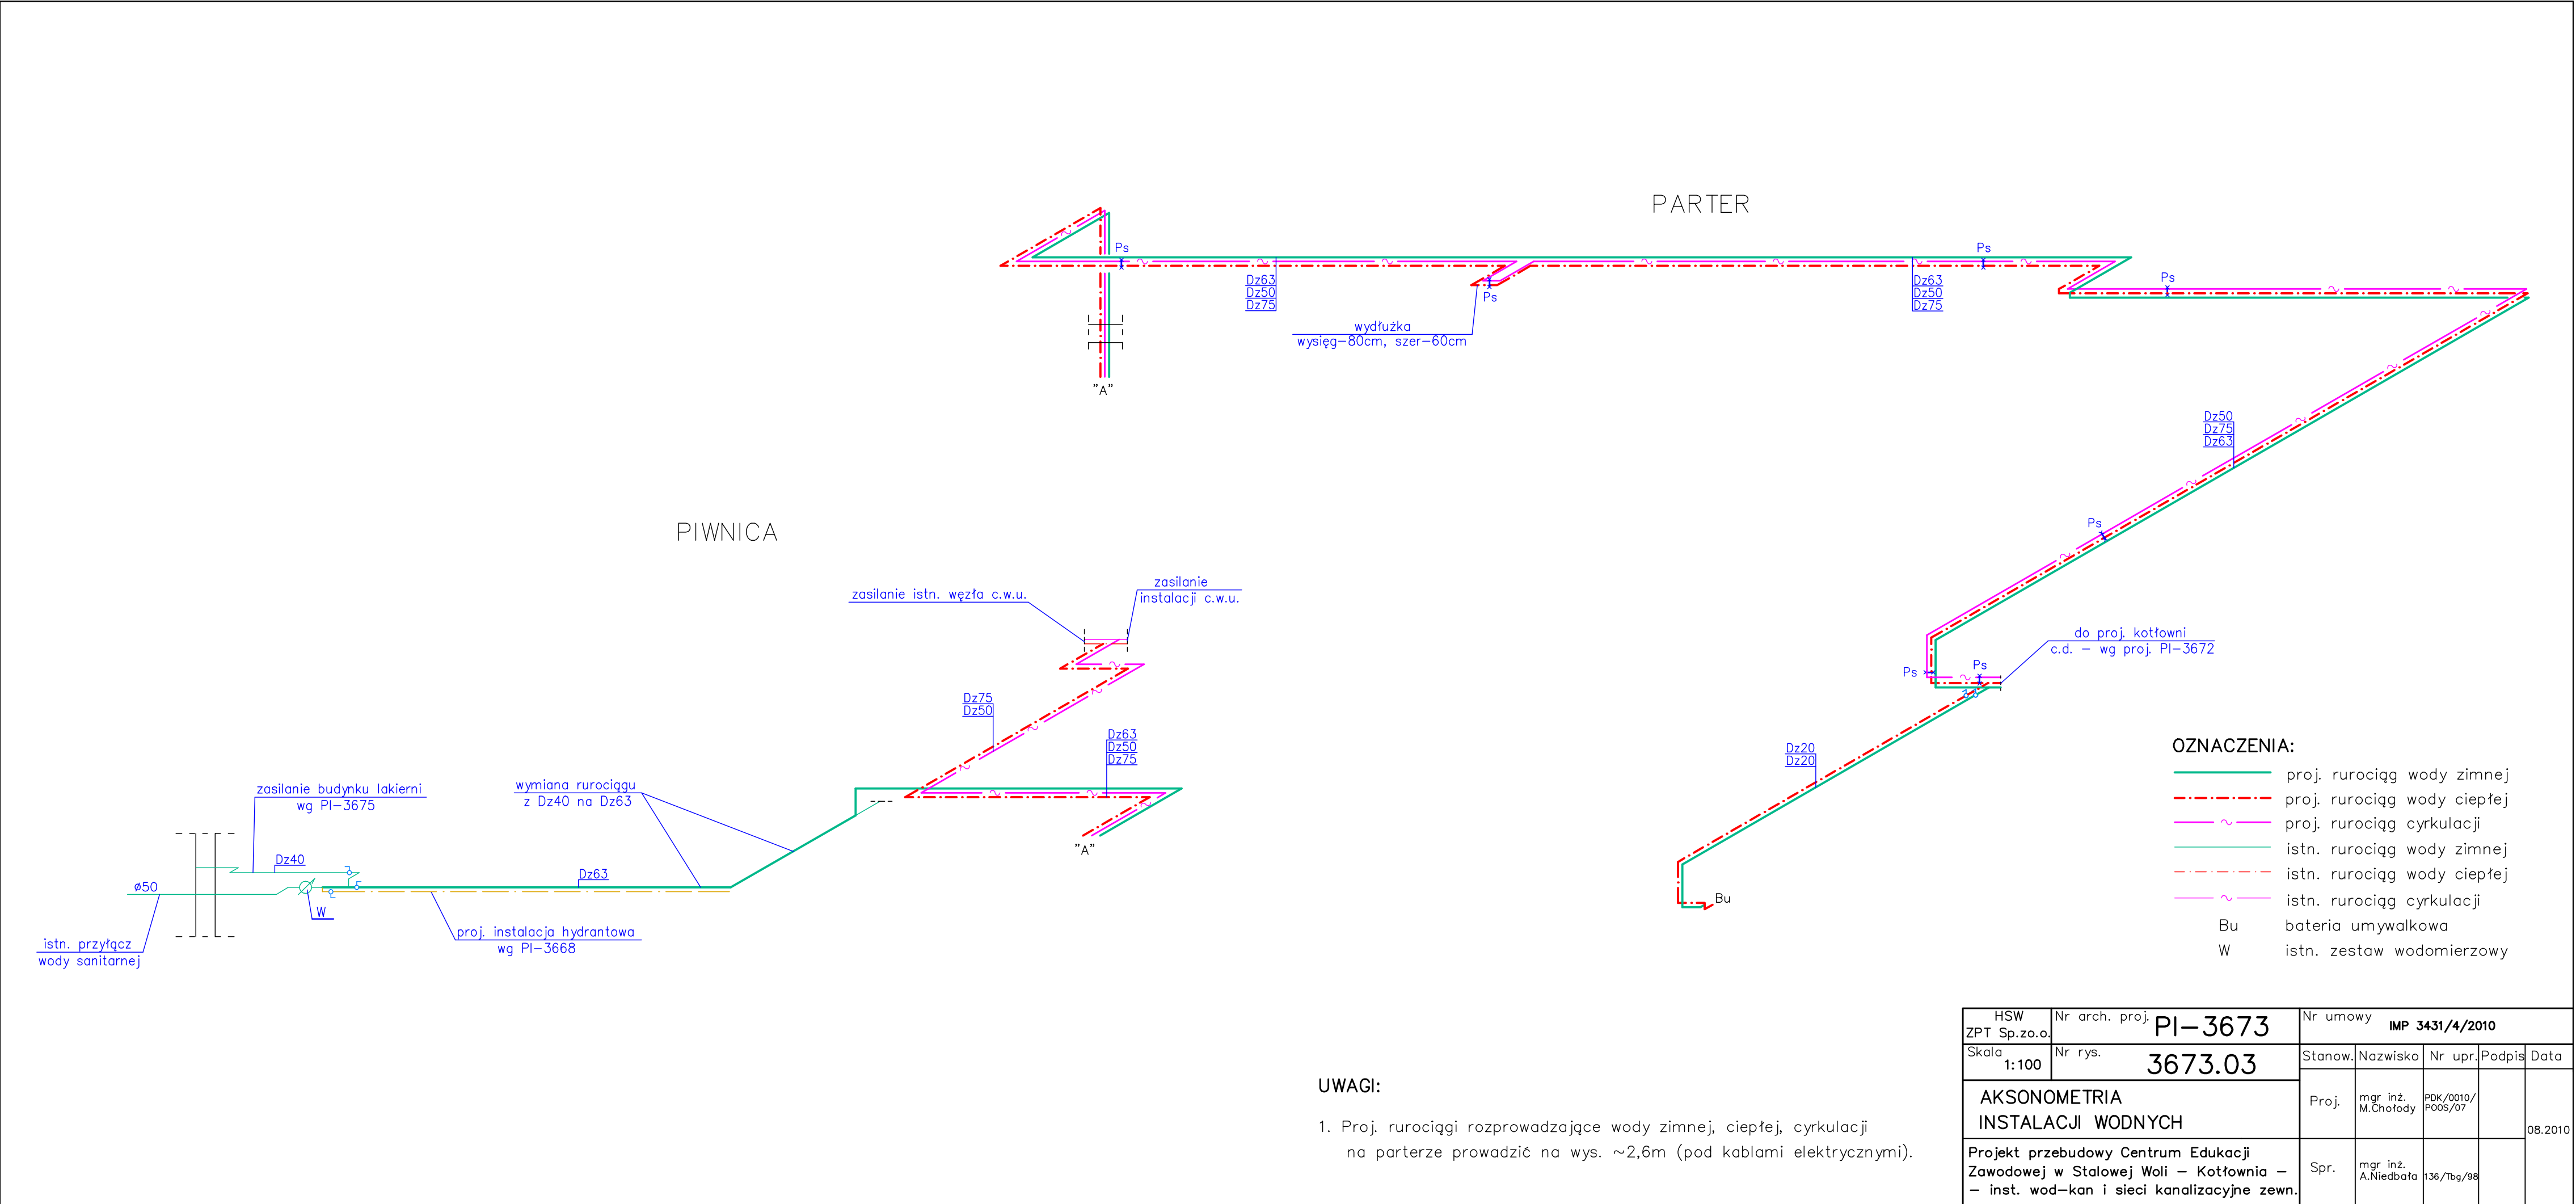 PARTER
Ps
Ps
Ps
Ps
Dz63
Dz50
Dz75
Dz63
Dz50
Dz75
wydłużka
wysięg-80cm, szer-60cm
"A"
Dz50
Dz75
Dz63
Ps
PIWNICA
zasilanie istn. węzła c.w.u.
zasilanie
instalacji c.w.u.
do proj. kotłowni
c.d. - wg proj. PI-3672
Ps
Ps
Dz75
Dz50
Dz63
Dz50
Dz75
Dz20
Dz20
zasilanie budynku lakierni
wg PI-3675
wymiana rurociągu
z Dz40 na Dz63
"A"
Dz40
Dz63
ø50
W
istn. przyłącz
wody sanitarnej
proj. instalacja hydrantowa
wg PI-3668
Bu
OZNACZENIA:
proj. rurociąg wody zimnej
proj. rurociąg wody ciepłej
proj. rurociąg cyrkulacji
istn. rurociąg wody zimnej
istn. rurociąg wody ciepłej
istn. rurociąg cyrkulacji
Bu bateria umywalkowa
W istn. zestaw wodomierzowy
UWAGI:
1. Proj. rurociągi rozprowadzające wody zimnej, ciepłej, cyrkulacji
na parterze prowadzić na wys. ~2,6m (pod kablami elektrycznymi).
HSW
ZPT Sp.zo.o.
Nr arch. proj. PI-3673
Nr umowy IMP 3431/4/2010
Skala 1:100
Nr rys. 3673.03
Stanow. Nazwisko Nr upr. Podpis Data
AKSONOMETRIA
INSTALACJI WODNYCH
Proj. mgr inż. M.Chołody PDK/0010/ POOS/07
08.2010
Projekt przebudowy Centrum Edukacji
Zawodowej w Stalowej Woli - Kotłownia -
- inst. wod-kan i sieci kanalizacyjne zewn.
Spr. mgr inż. A.Niedbała 136/Tbg/98